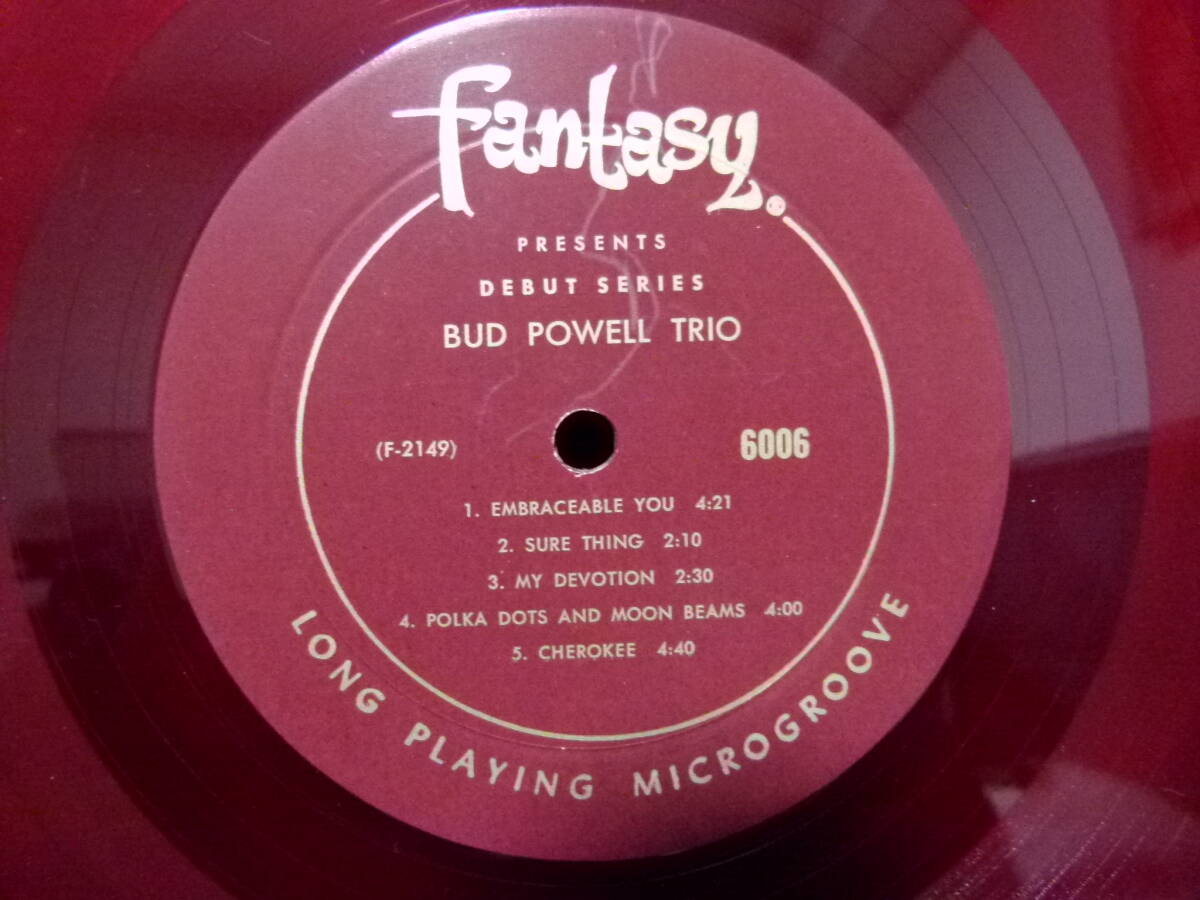 fantasy.
PRESENTS
DEBUT SERIES
BUD POWELL TRIO
(F-2149) 6006
1. EMBRACEABLE YOU 4:21
2. SURE THING 2:10
3. MY DEVOTION 2:30
4. POLKA DOTS AND MOON BEAMS 4:00
5. CHEROKEE 4:40
LONG PLAYING MICROGROOVE